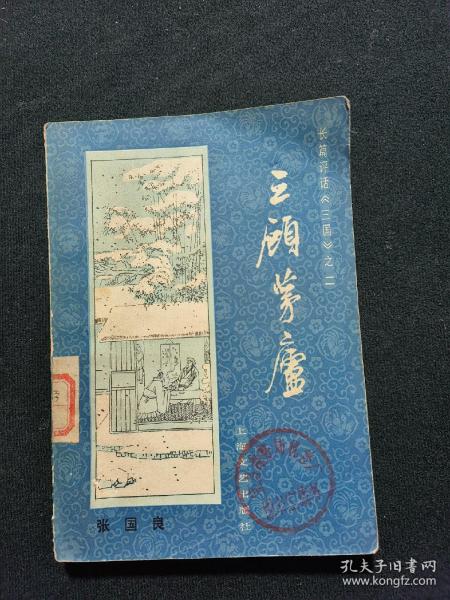 长篇评话《三国》之二
三顾茅庐
上海文艺出版社
张国良
孔夫子旧书网
www.kongfz.com